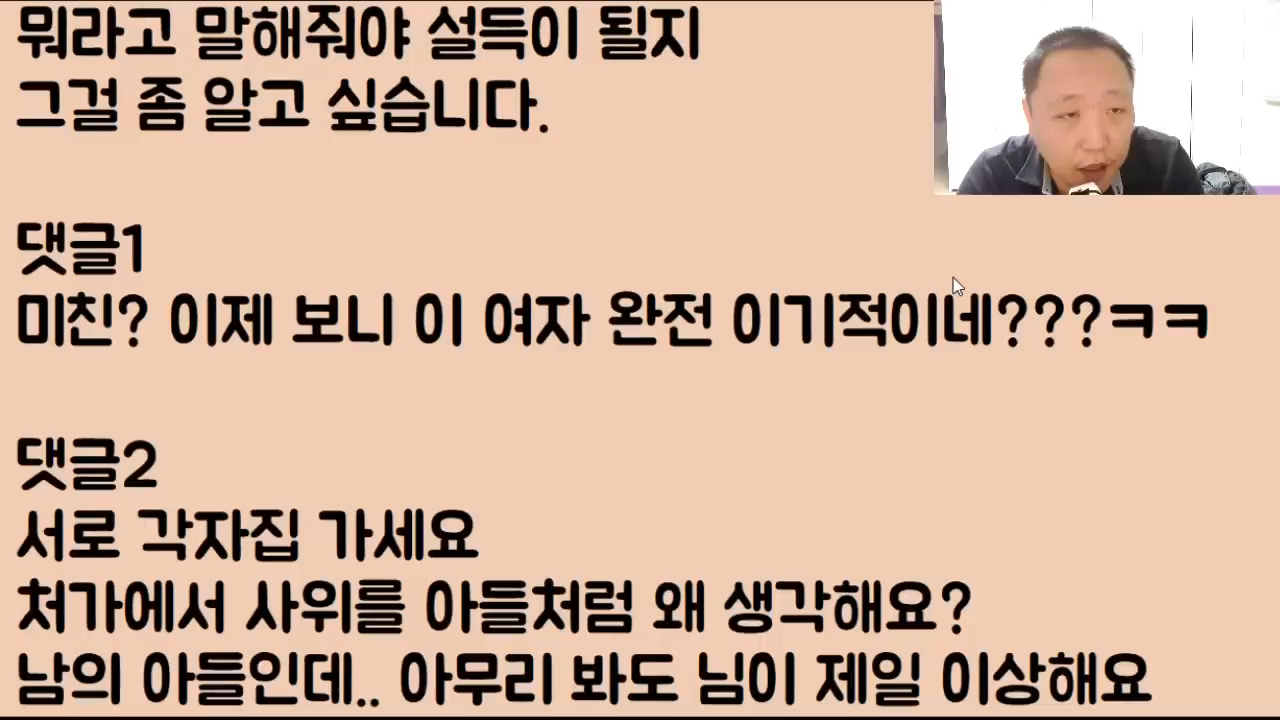 뭐라고 말해줘야 설득이 될지
그걸 좀 알고 싶습니다.
댓글1
미친? 이제 보니 이 여자 완전 이기적이네???ㅋㅋ
댓글2
서로 각자집 가세요
처가에서 사위를 아들처럼 왜 생각해요?
남의 아들인데.. 아무리 봐도 님이 제일 이상해요